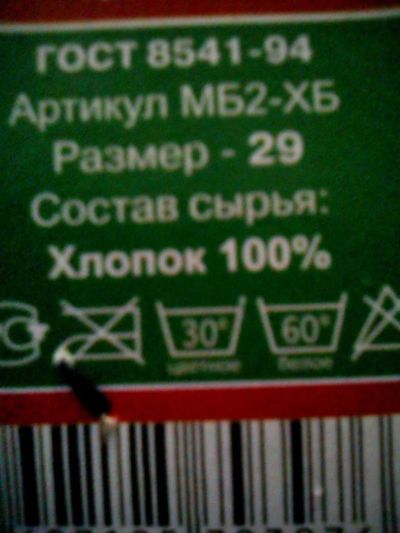 ГОСТ 8541-94
Артикул МБ2-ХБ
Размер - 29
Состав сырья:
Хлопок 100%
30° 60°
цветное белое